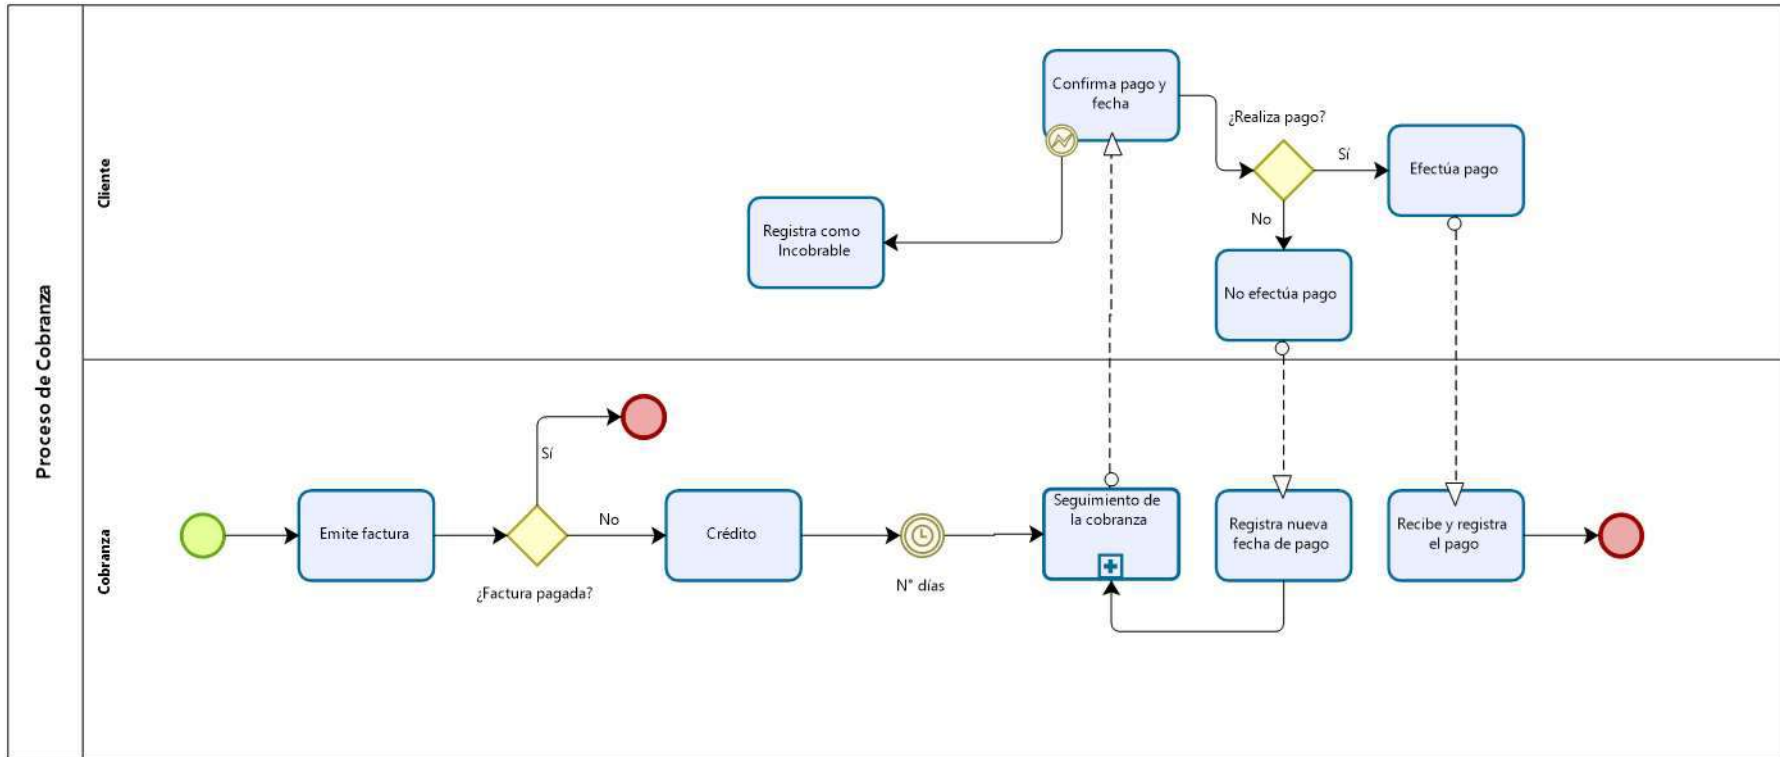 Proceso de Cobranza
Cliente
Confirma pago y
fecha
¿Realiza pago?
Sí
Efectúa pago
No
Registra como
Incobrable
No efectúa pago
Cobranza
Sí
Emite factura
¿Factura pagada?
No
Crédito
N° días
Seguimiento de
la cobranza
Registra nueva
fecha de pago
Recibe y registra
el pago